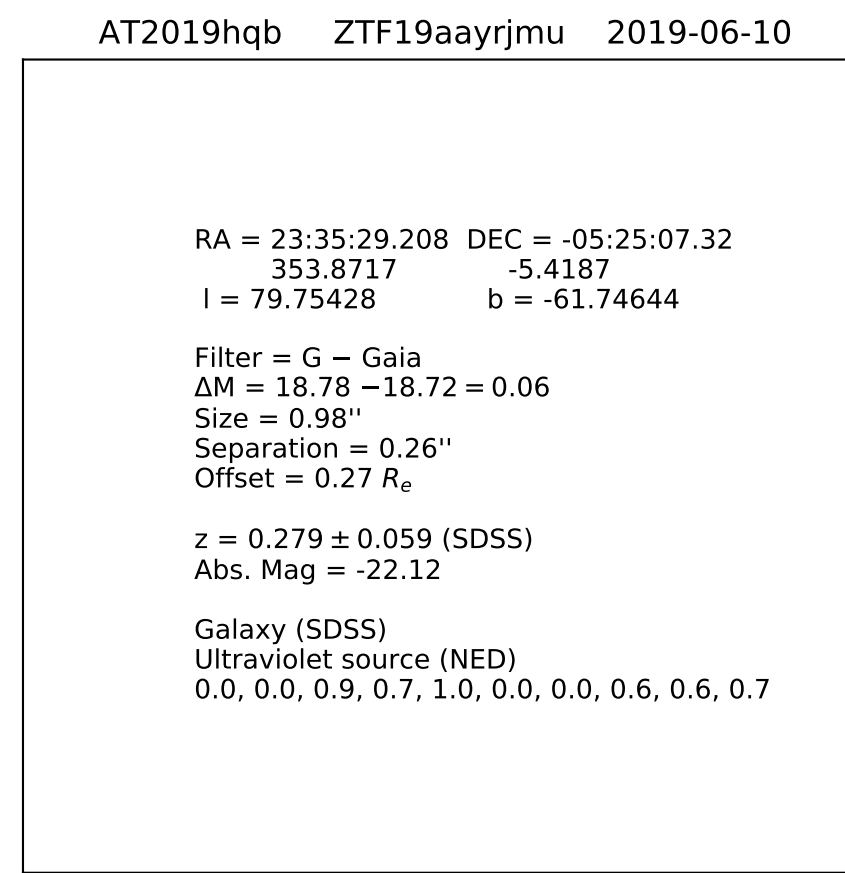 AT2019hqb ZTF19aayrjmu 2019-06-10
RA = 23:35:29.208 DEC = -05:25:07.32
353.8717 -5.4187
l = 79.75428 b = -61.74644
Filter = G − Gaia
ΔM = 18.78 −18.72 = 0.06
Size = 0.98''
Separation = 0.26''
Offset = 0.27 Rₑ
z = 0.279 ± 0.059 (SDSS)
Abs. Mag = -22.12
Galaxy (SDSS)
Ultraviolet source (NED)
0.0, 0.0, 0.9, 0.7, 1.0, 0.0, 0.0, 0.6, 0.6, 0.7